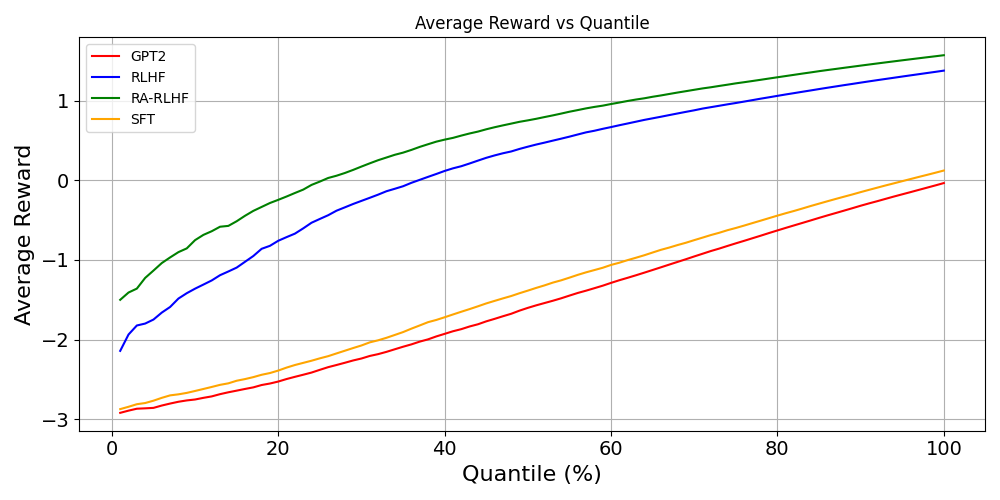 Average Reward vs Quantile
GPT2
RLHF
RA-RLHF
SFT
Average Reward
1
0
−1
−2
−3
0 20 40 60 80 100
Quantile (%)